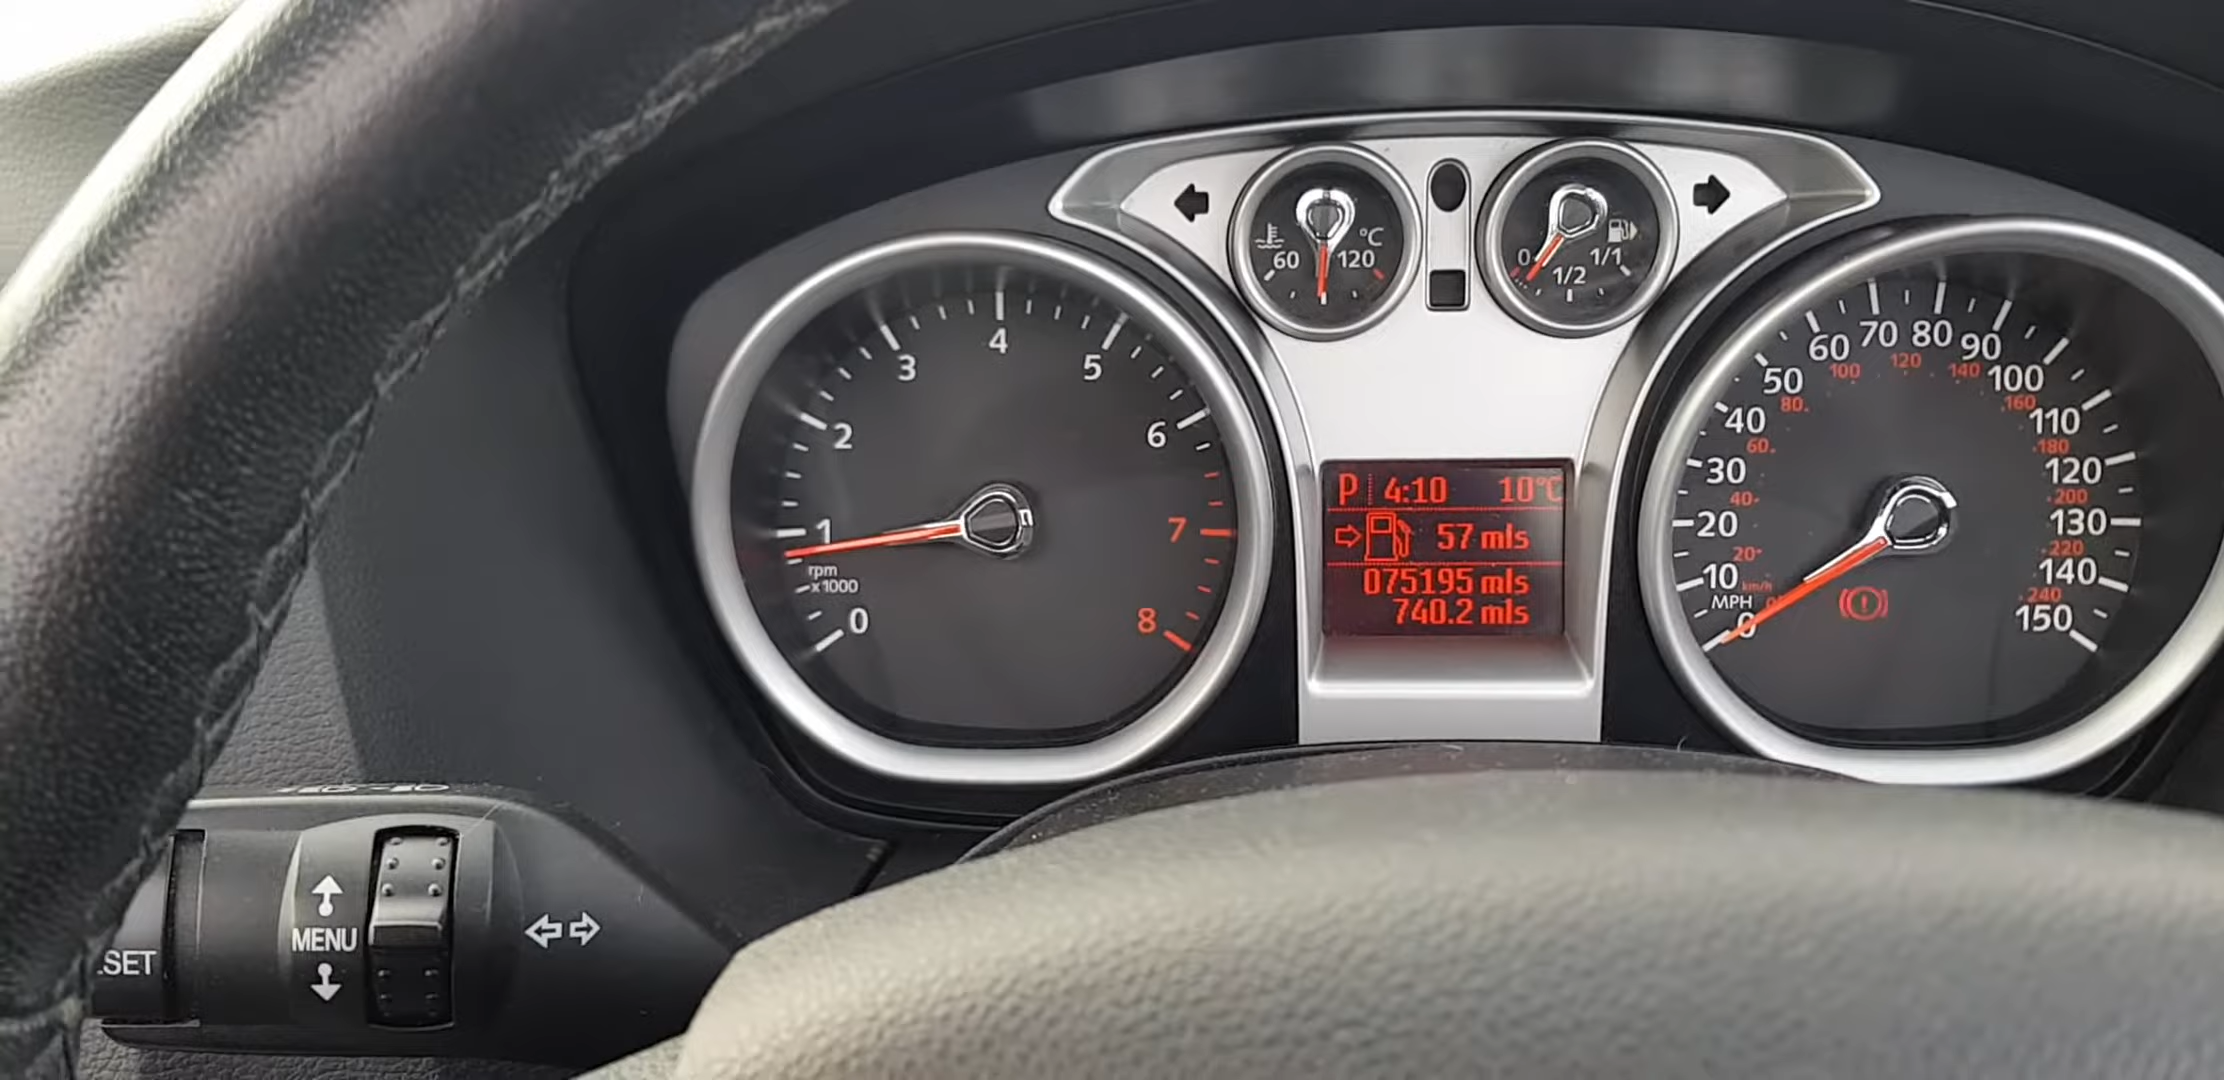 °C
60 120
0 1/2 1/1
1 2 3 4 5 6 7 8
rpm
x1000
0
P 4:10 10°C
57 mls
075195 mls
740.2 mls
0 10 20 30 40 50 60 70 80 90 100 110 120 130 140 150
MPH
km/h
20 40 60 80 100 120 140 160 180 200 220 240
MENU
SET